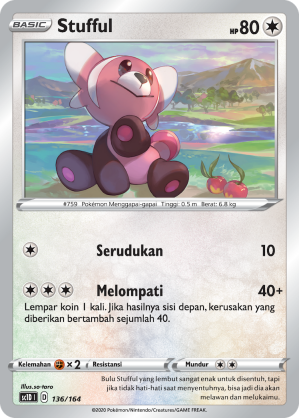 BASIC Stufful HP 80
#759 Pokémon Menggapai-gapai Tinggi: 0.5 m Berat: 6.8 kg
Serudukan 10
Melompati 40+
Lempar koin 1 kali. Jika hasilnya sisi depan, kerusakan yang
diberikan bertambah sejumlah 40.
Kelemahan ×2 Resistansi Mundur
Illus. so-taro
sc1D I D 136/164
Bulu Stufful yang lembut sangat enak untuk disentuh, tapi
jika tidak hati-hati saat menyentuhnya, bisa jadi dia akan
melawan dan melukaimu.
©2020 Pokémon/Nintendo/Creatures/GAME FREAK.